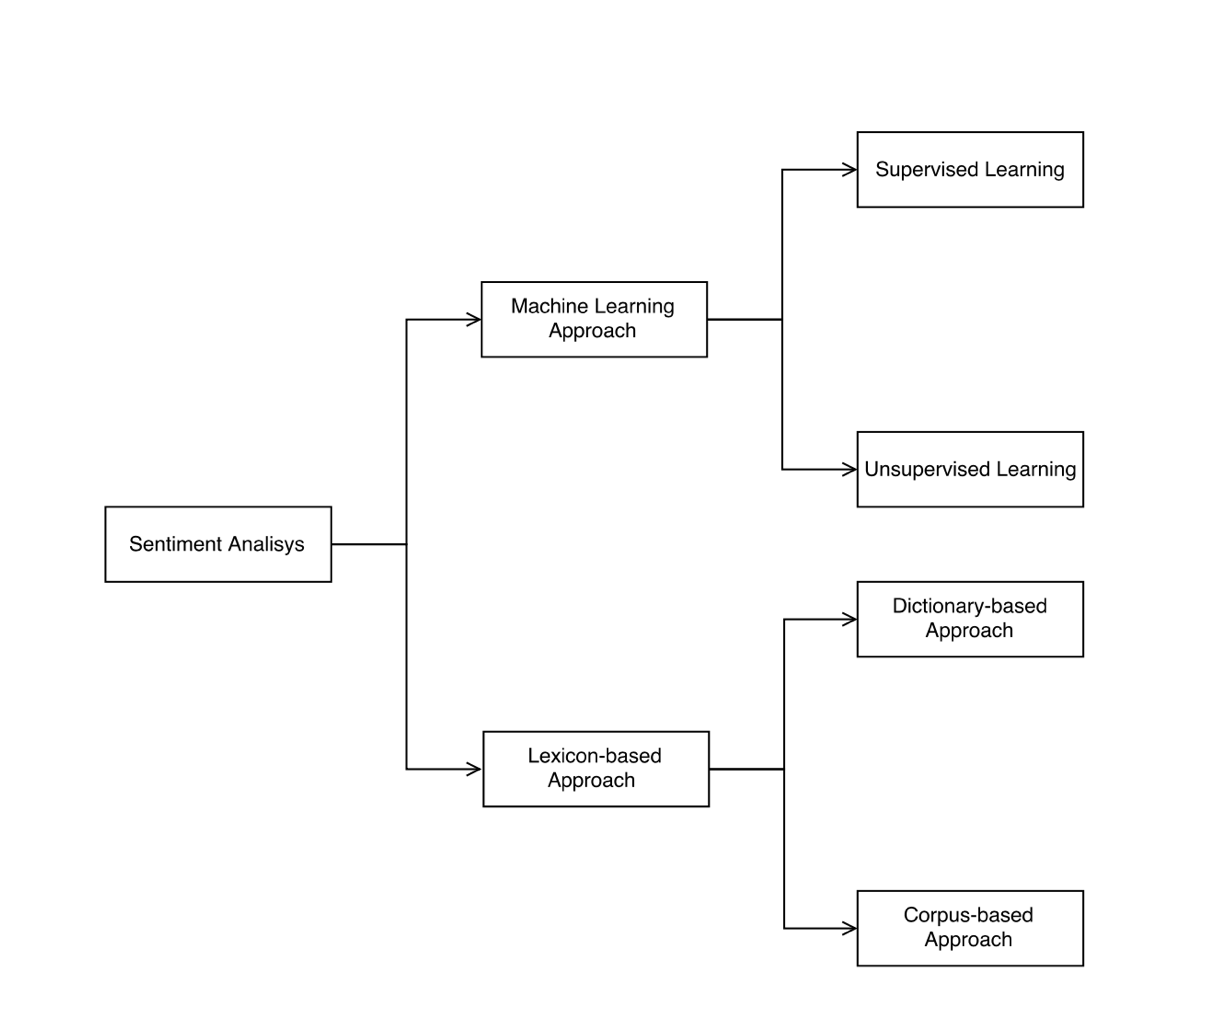 Supervised Learning
Machine Learning
Approach
Unsupervised Learning
Sentiment Analisys
Dictionary-based
Approach
Lexicon-based
Approach
Corpus-based
Approach